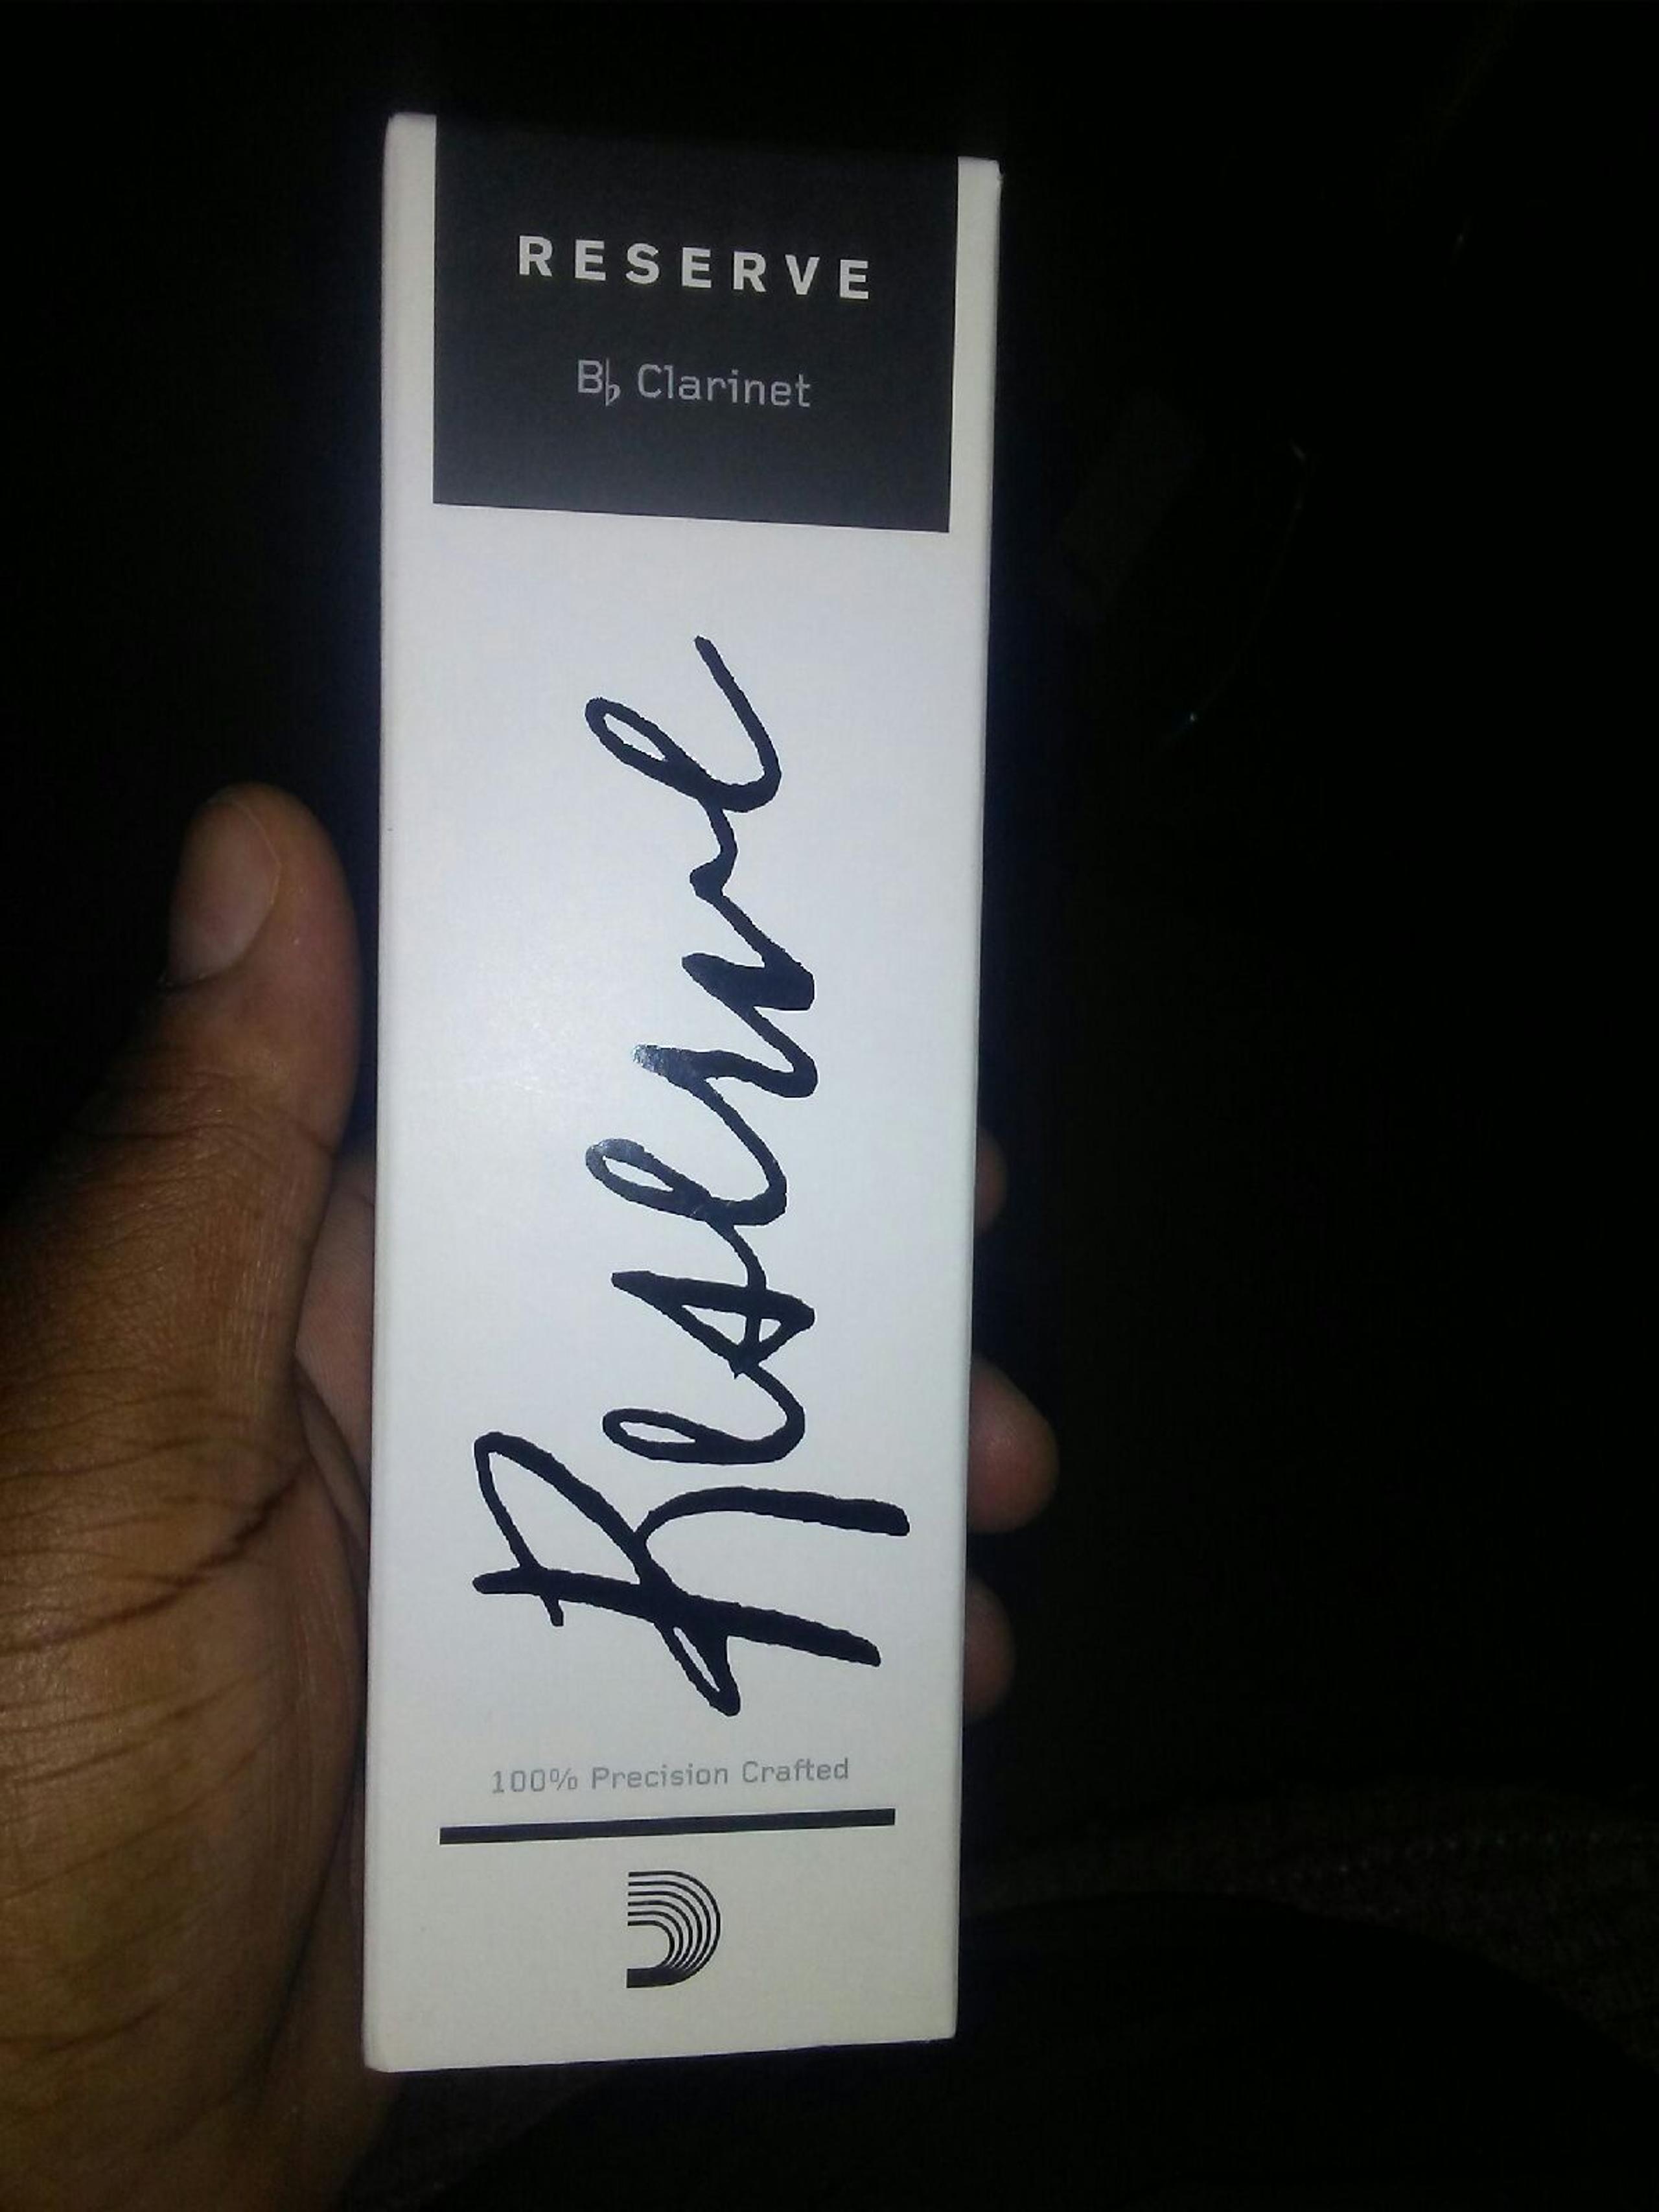 RESERVE
B♭ Clarinet
Reserve
100% Precision Crafted